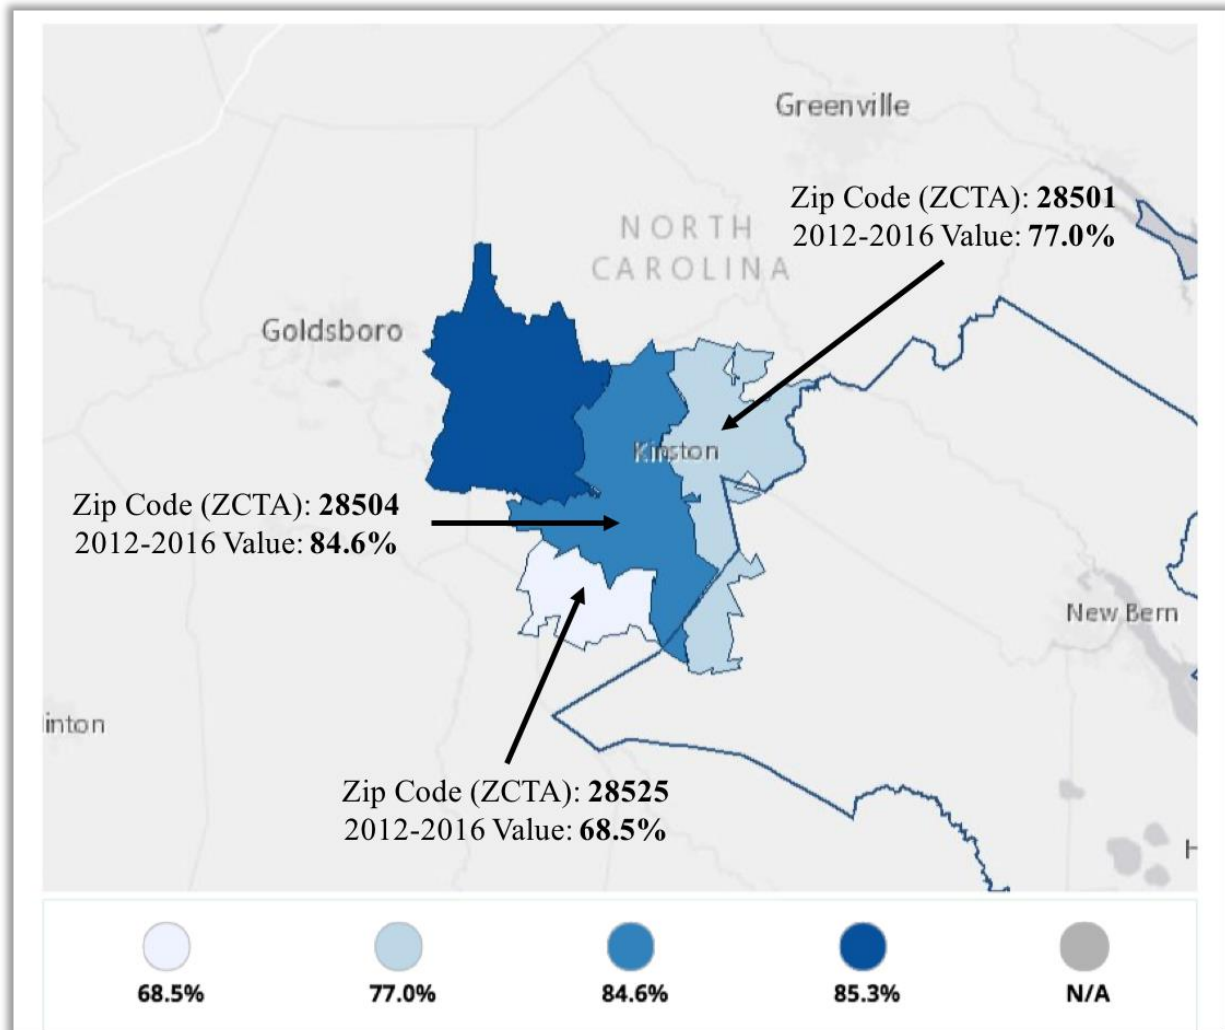 Greenville
Zip Code (ZCTA): 28501
2012-2016 Value: 77.0%
NORTH
CAROLINA
Goldsboro
Kinston
Zip Code (ZCTA): 28504
2012-2016 Value: 84.6%
New Bern
inton
Zip Code (ZCTA): 28525
2012-2016 Value: 68.5%
H
68.5%
77.0%
84.6%
85.3%
N/A